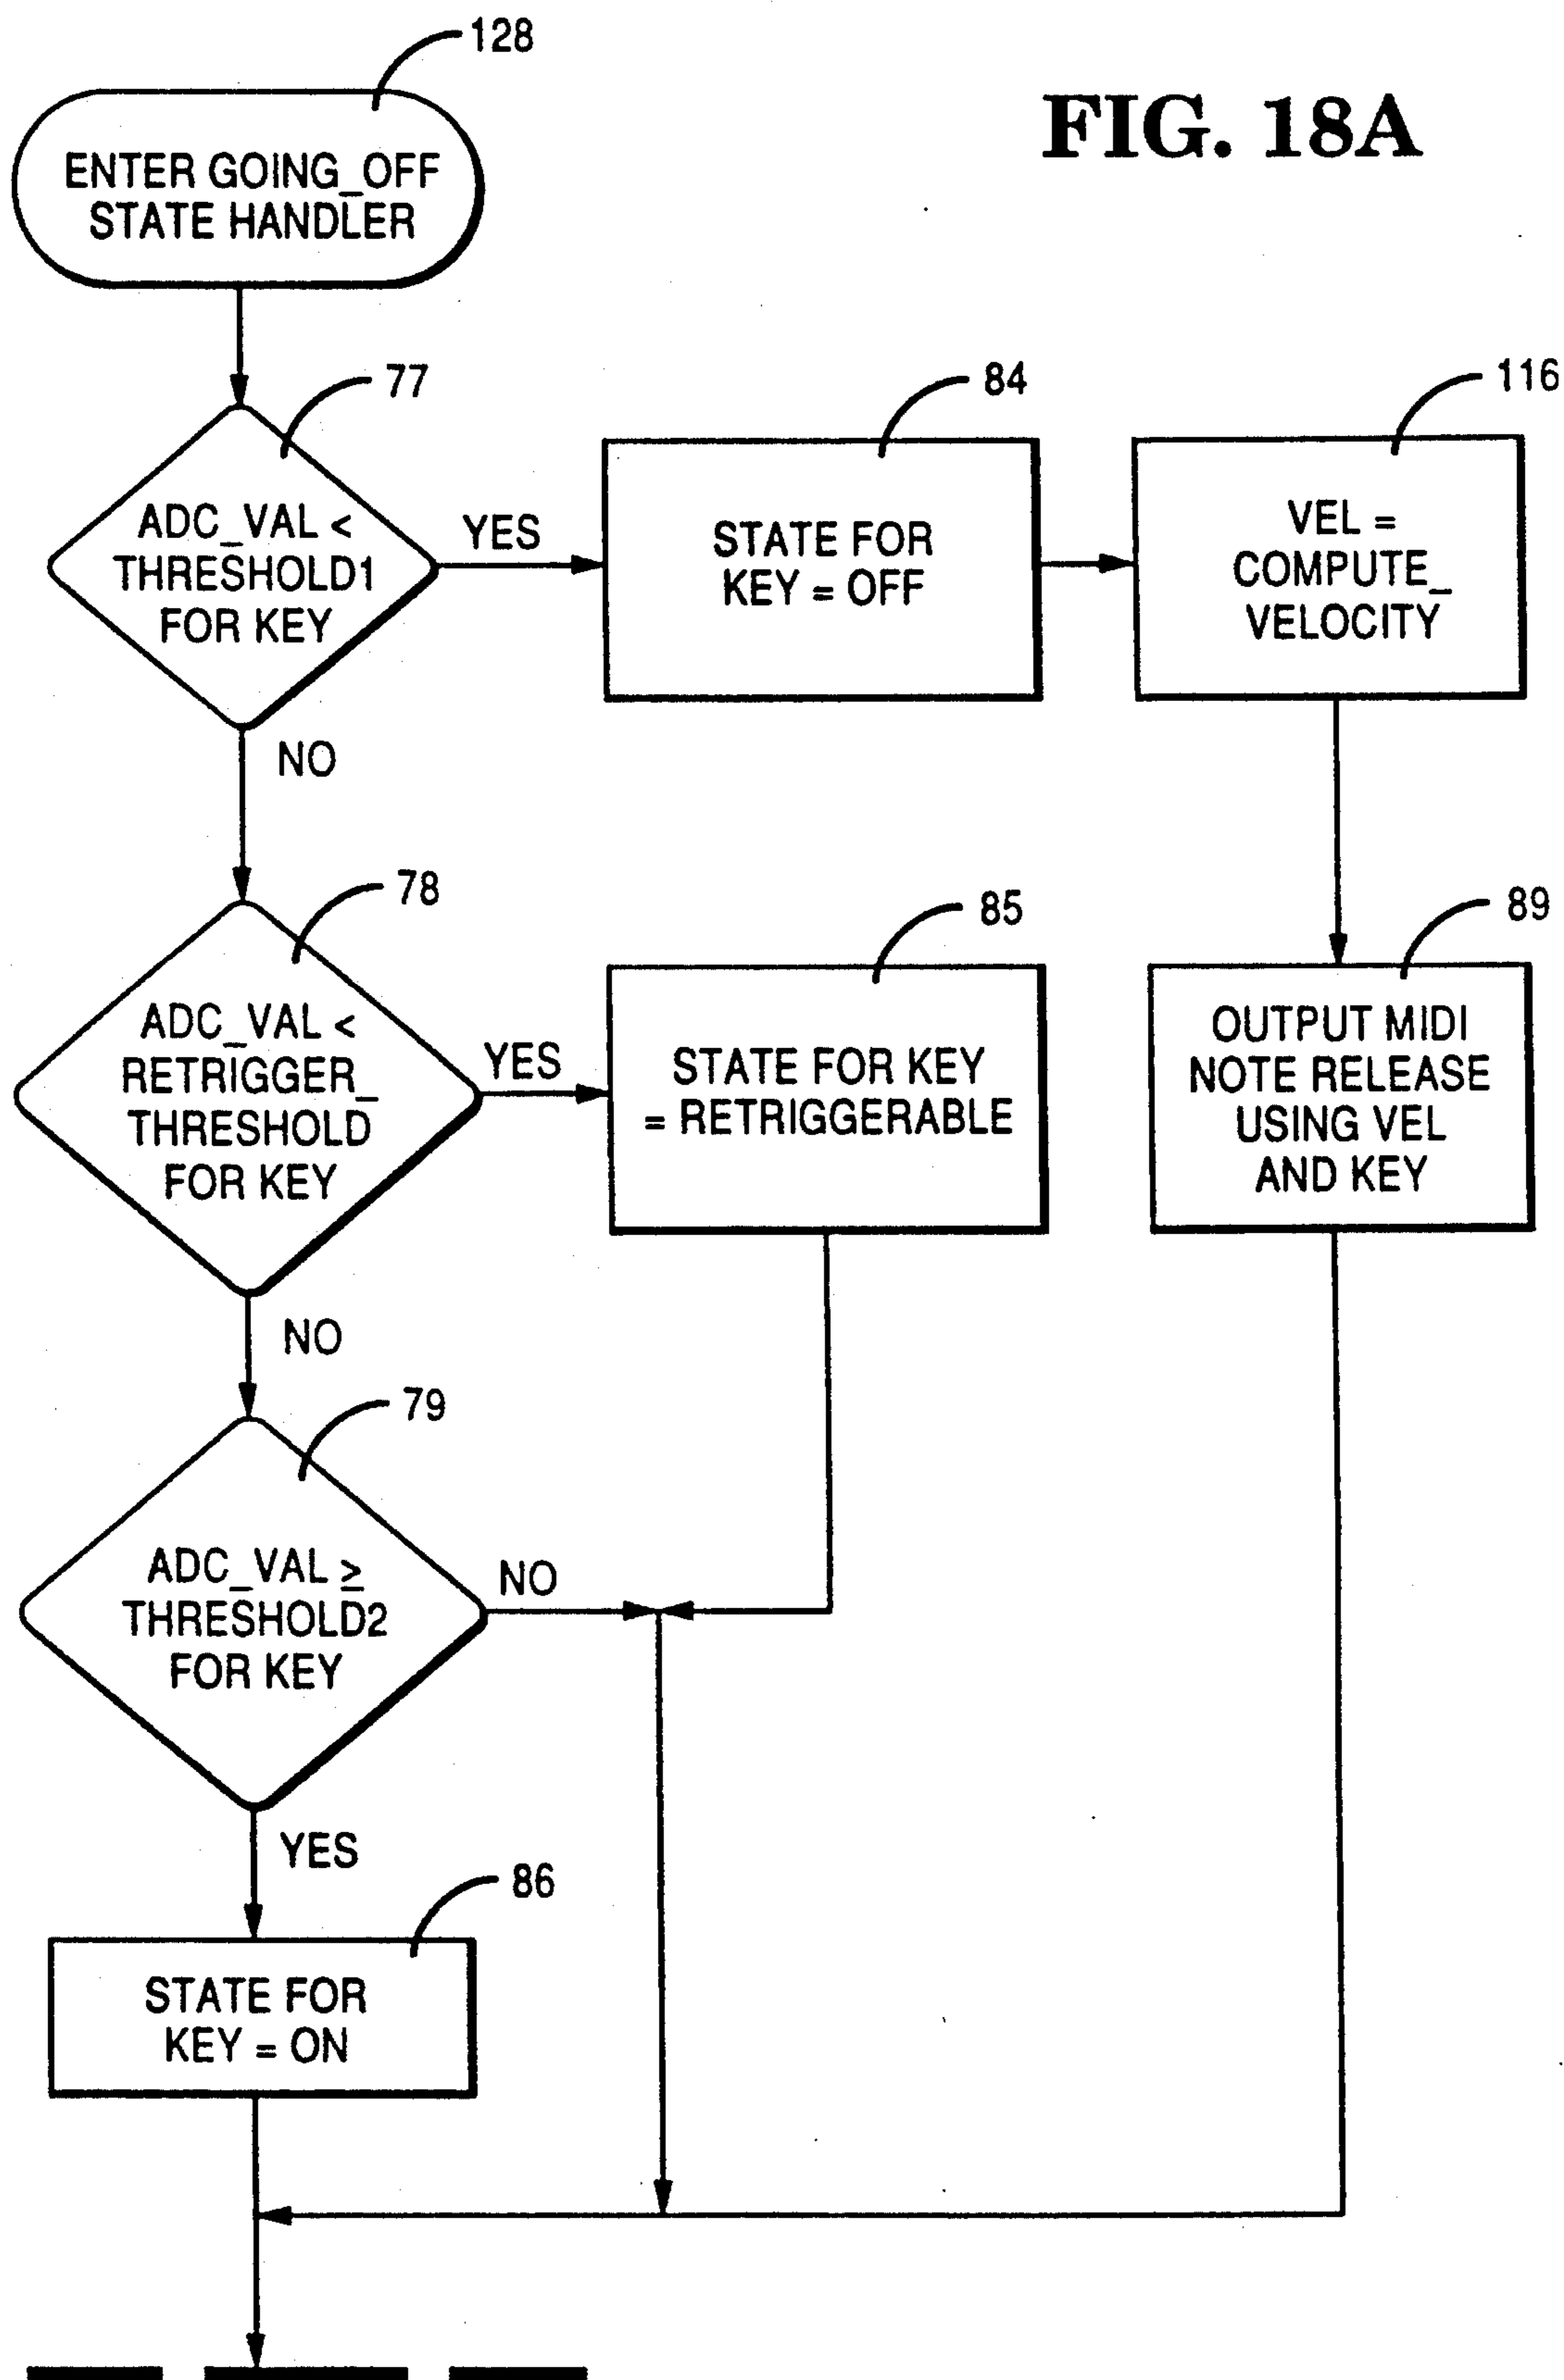 FIG. 18A
128
ENTER GOING_OFF
STATE HANDLER
77
ADC_VAL <
THRESHOLD1
FOR KEY
YES
NO
84
STATE FOR
KEY = OFF
116
VEL =
COMPUTE_
VELOCITY
78
ADC_VAL <
RETRIGGER_
THRESHOLD
FOR KEY
YES
NO
85
STATE FOR KEY
= RETRIGGERABLE
89
OUTPUT MIDI
NOTE RELEASE
USING VEL
AND KEY
79
ADC_VAL ≥
THRESHOLD2
FOR KEY
NO
YES
86
STATE FOR
KEY = ON